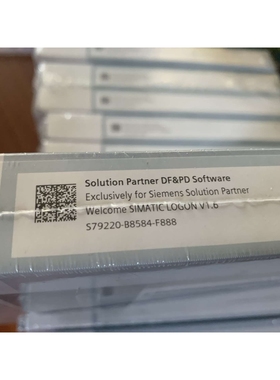 Solution Partner DF&PD Software
Exclusively for Siemens Solution Partner
Welcome SIMATIC LOGON V1.6
S79220-B8584-F888